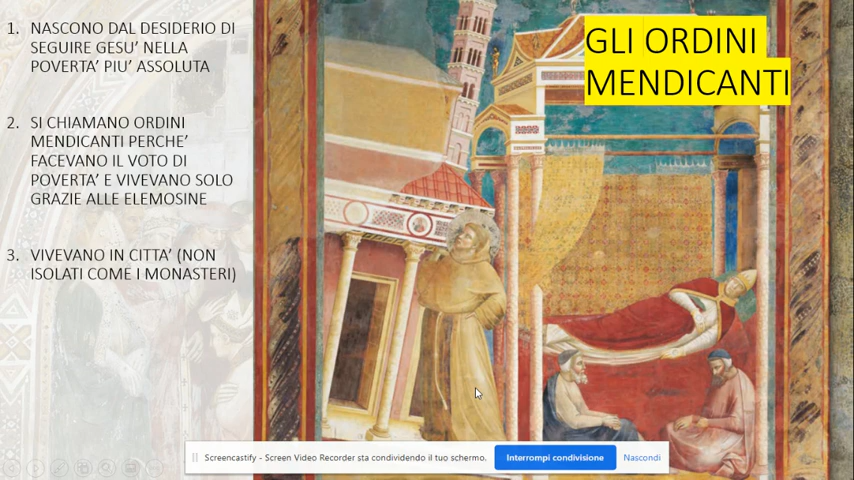 GLI ORDINI
MENDICANTI
1. NASCONO DAL DESIDERIO DI
SEGUIRE GESU' NELLA
POVERTA' PIU' ASSOLUTA
2. SI CHIAMANO ORDINI
MENDICANTI PERCHE'
FACEVANO IL VOTO DI
POVERTA' E VIVEVANO SOLO
GRAZIE ALLE ELEMOSINE
3. VIVEVANO IN CITTA' (NON
ISOLATI COME I MONASTERI)
Screencastify - Screen Video Recorder sta condividendo il tuo schermo.
Interrompi condivisione
Nascondi